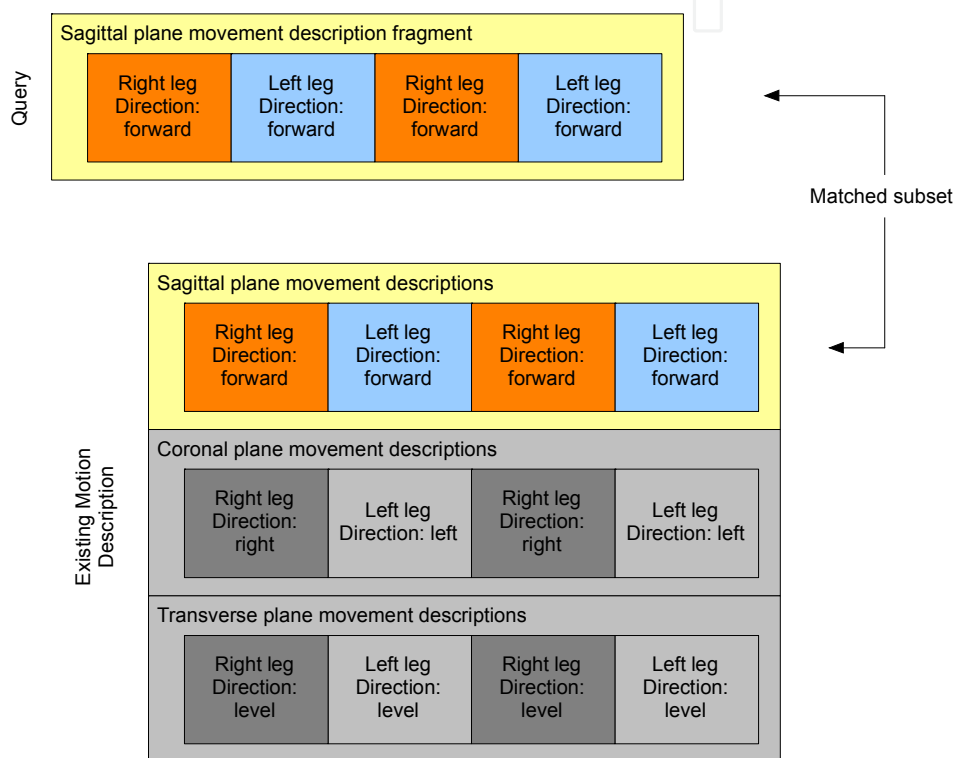 Sagittal plane movement description fragment
Query
Right leg
Direction:
forward
Left leg
Direction:
forward
Right leg
Direction:
forward
Left leg
Direction:
forward
Matched subset
Existing Motion
Description
Sagittal plane movement descriptions
Right leg
Direction:
forward
Left leg
Direction:
forward
Right leg
Direction:
forward
Left leg
Direction:
forward
Coronal plane movement descriptions
Right leg
Direction:
right
Left leg
Direction: left
Right leg
Direction:
right
Left leg
Direction: left
Transverse plane movement descriptions
Right leg
Direction:
level
Left leg
Direction:
level
Right leg
Direction:
level
Left leg
Direction:
level